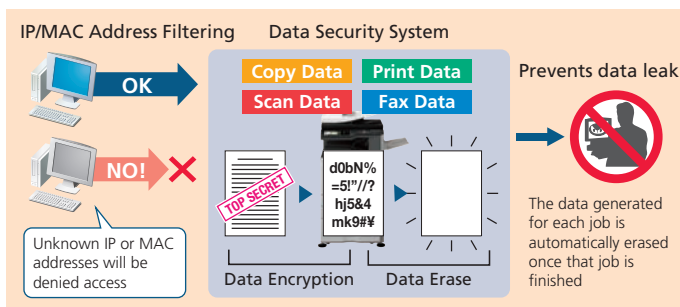 IP/MAC Address Filtering
Data Security System
Copy Data
Print Data
Scan Data
Fax Data
OK
NO!
Unknown IP or MAC
addresses will be
denied access
TOP SECRET
d0bN%
=5!"//?
hj5&4
mk9#¥
Data Encryption
Data Erase
Prevents data leak
The data generated
for each job is
automatically erased
once that job is
finished